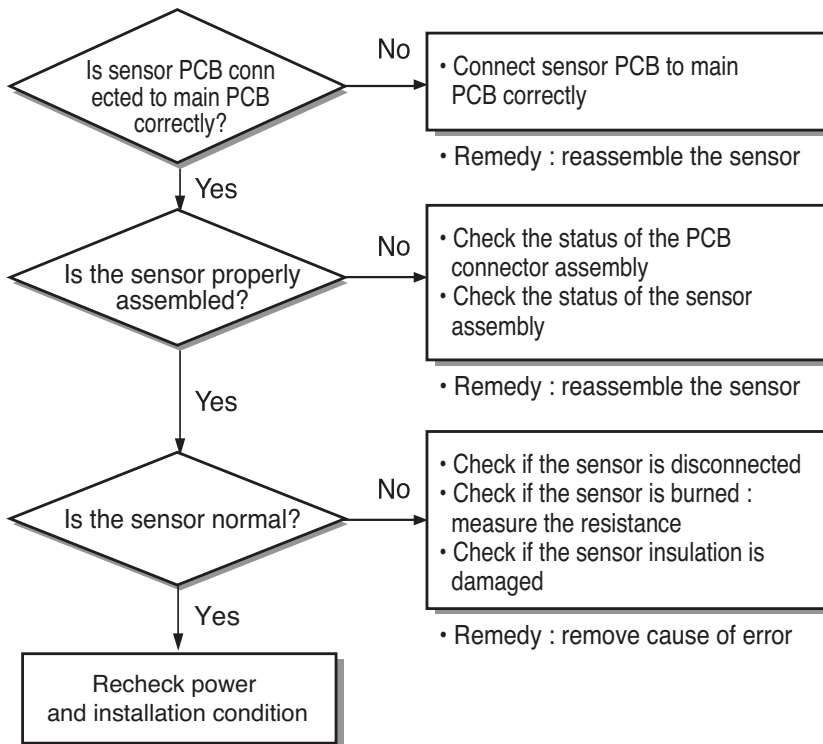 Is sensor PCB conn
ected to main PCB
correctly?
No
• Connect sensor PCB to main
PCB correctly
• Remedy : reassemble the sensor
Yes
Is the sensor properly
assembled?
No
• Check the status of the PCB
connector assembly
• Check the status of the sensor
assembly
• Remedy : reassemble the sensor
Yes
Is the sensor normal?
No
• Check if the sensor is disconnected
• Check if the sensor is burned :
measure the resistance
• Check if the sensor insulation is
damaged
• Remedy : remove cause of error
Yes
Recheck power
and installation condition